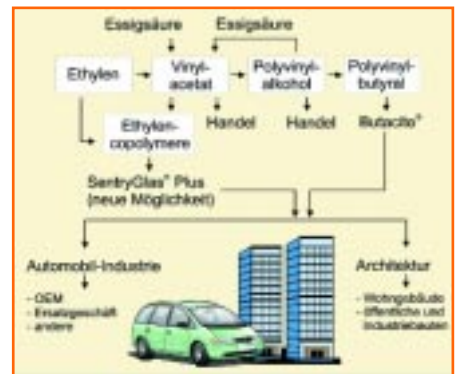 Essigsäure Essigsäure
Ethylen
Vinyl-
acetat
Polyvinyl-
alkohol
Polyvinyl-
butyral
Ethylen-
copolymere
Handel Handel Butacite®
SentryGlas® Plus
(neue Möglichkeit)
Automobil-Industrie
- OEM
- Ersatzgeschäft
- andere
Architektur
- Wohngsbäude
- öffentliche und
Industriebauten